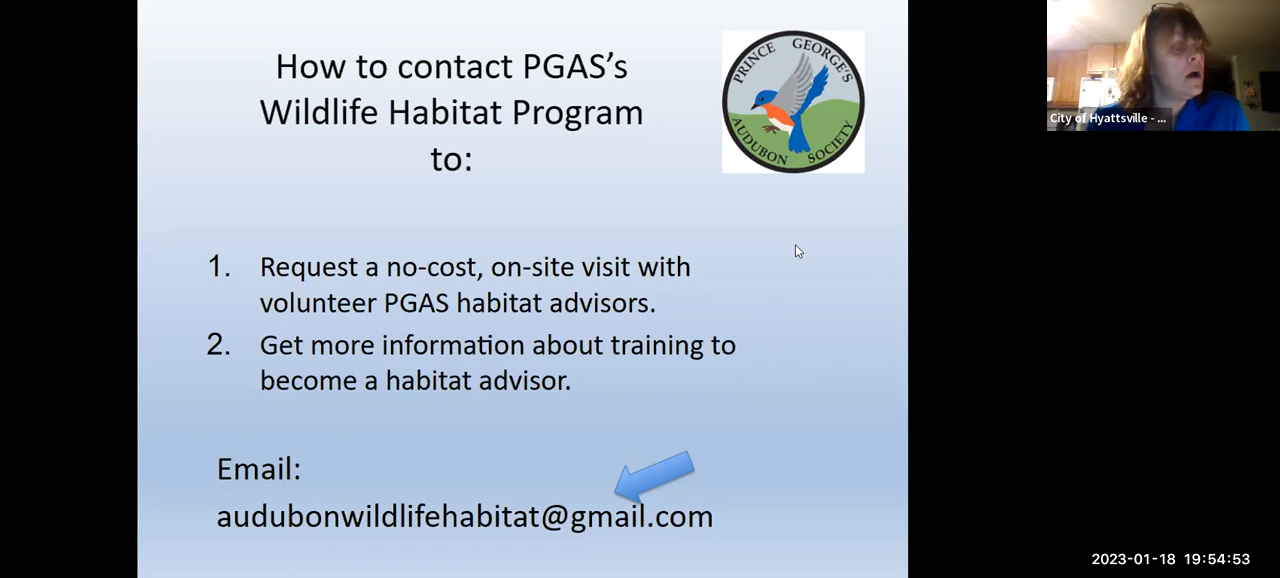 How to contact PGAS's
Wildlife Habitat Program
to:
PRINCE GEORGE'S
AUDUBON SOCIETY
City of Hyattsville - ...
1. Request a no-cost, on-site visit with
volunteer PGAS habitat advisors.
2. Get more information about training to
become a habitat advisor.
Email:
audubonwildlifehabitat@gmail.com
2023-01-18 19:54:53